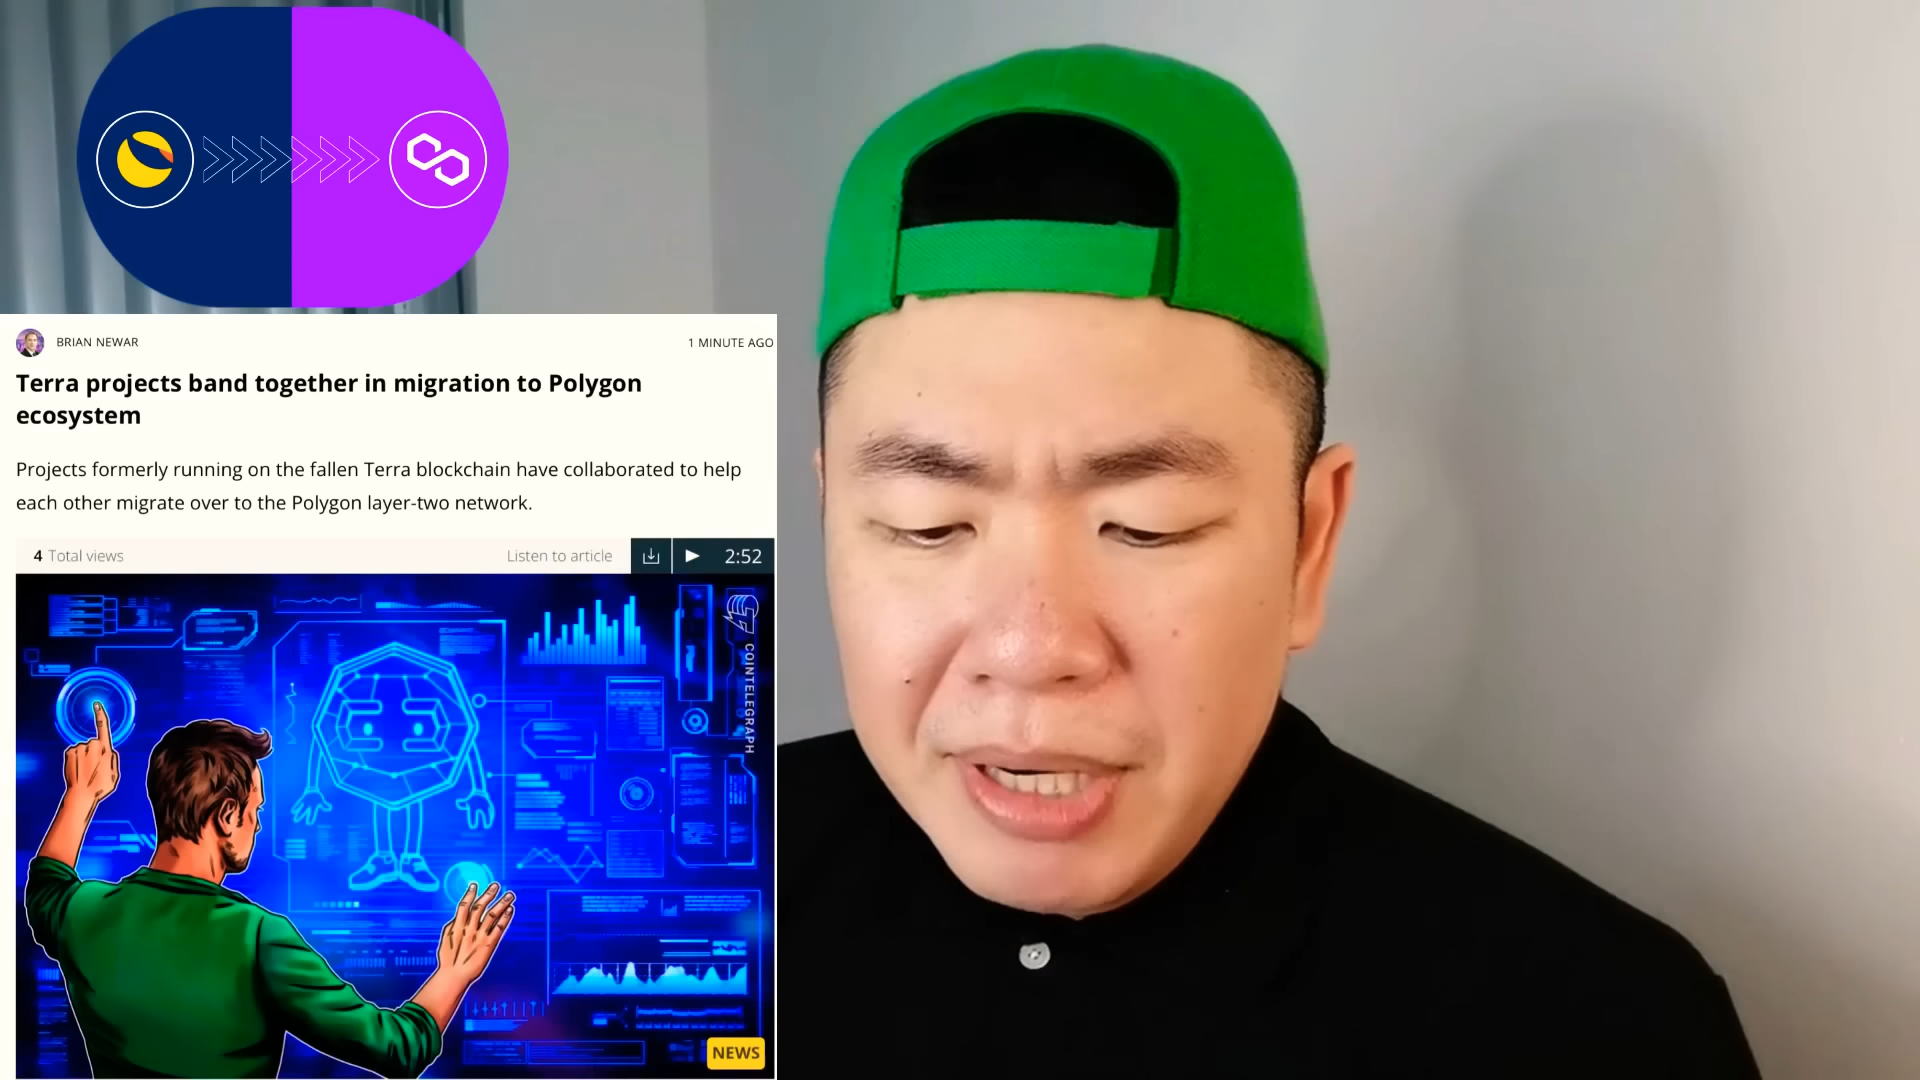 BRIAN NEWAR
1 MINUTE AGO
Terra projects band together in migration to Polygon
ecosystem
Projects formerly running on the fallen Terra blockchain have collaborated to help
each other migrate over to the Polygon layer-two network.
4 Total views
Listen to article
2:52
COINTELEGRAPH
NEWS